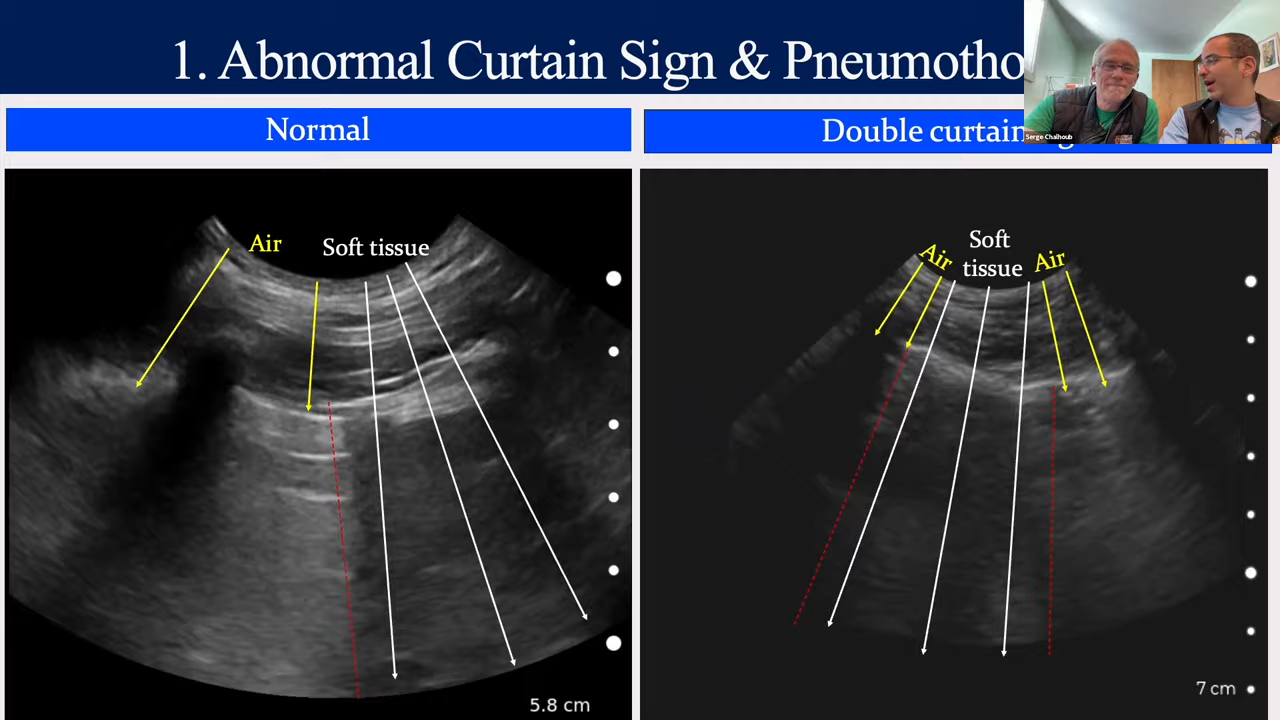 1. Abnormal Curtain Sign & Pneumotho
Serge Chalhoub
Normal
Double curtain
Air
Soft tissue
5.8 cm
Air
Soft
tissue
Air
7 cm